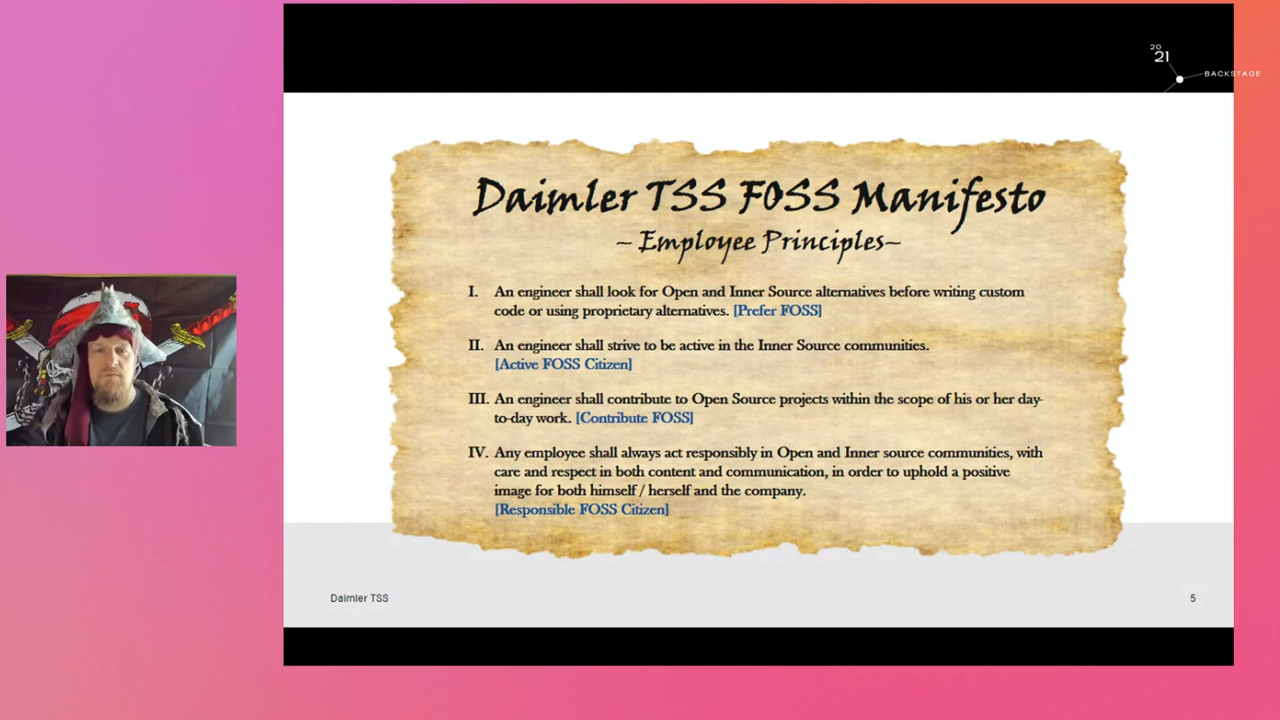 20
21
BACKSTAGE
Daimler TSS FOSS Manifesto
~ Employee Principles~
I. An engineer shall look for Open and Inner Source alternatives before writing custom
code or using proprietary alternatives. [Prefer FOSS]
II. An engineer shall strive to be active in the Inner Source communities.
[Active FOSS Citizen]
III. An engineer shall contribute to Open Source projects within the scope of his or her day-
to-day work. [Contribute FOSS]
IV. Any employee shall always act responsibly in Open and Inner source communities, with
care and respect in both content and communication, in order to uphold a positive
image for both himself / herself and the company.
[Responsible FOSS Citizen]
Daimler TSS
5